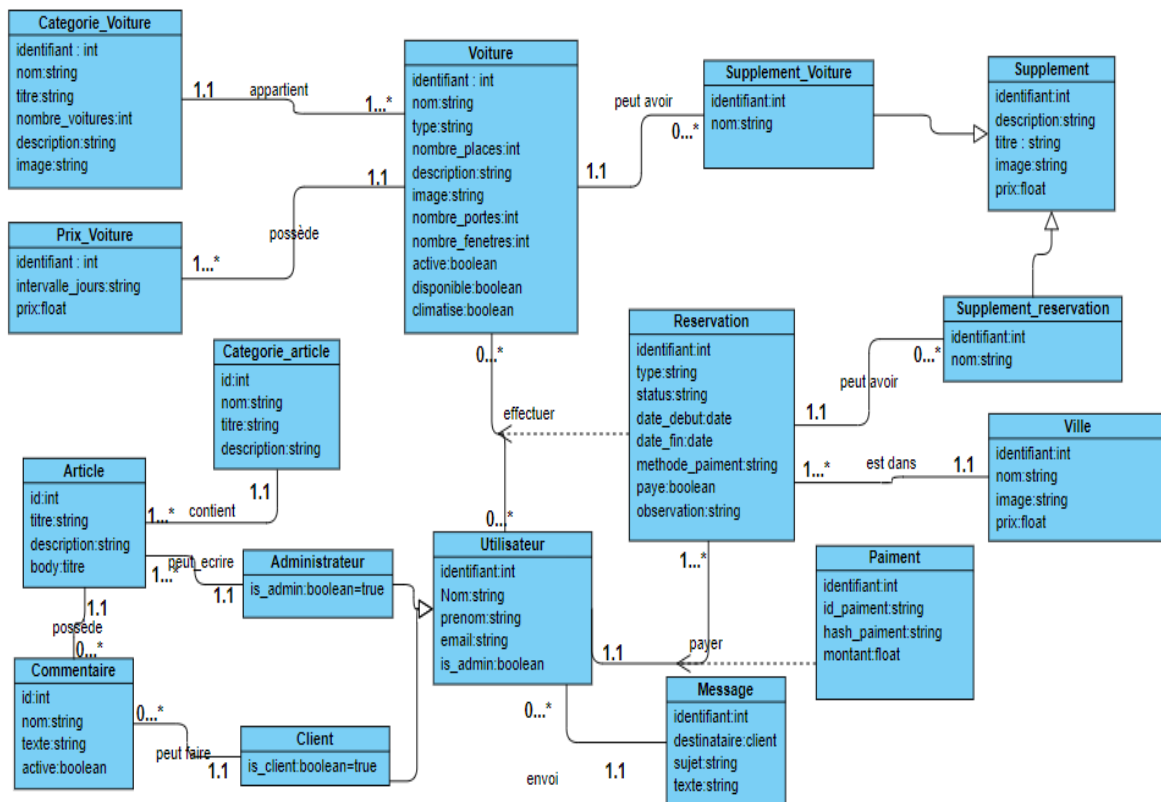 Categorie_Voiture
identifiant : int
nom:string
titre:string
nombre_voitures:int
description:string
image:string
1.1
appartient
1...*
Voiture
identifiant : int
nom:string
type:string
nombre_places:int
description:string
image:string
nombre_portes:int
nombre_fenetres:int
active:boolean
disponible:boolean
climatise:boolean
Supplement_Voiture
identifiant:int
nom:string
peut avoir
0...*
1.1
Supplement
identifiant:int
description:string
titre : string
image:string
prix:float
Prix_Voiture
identifiant : int
intervalle_jours:string
prix:float
1.1
possède
1...*
Supplement_reservation
identifiant:int
nom:string
Reservation
identifiant:int
type:string
status:string
date_debut:date
date_fin:date
methode_paiment:string
paye:boolean
observation:string
0...*
peut avoir
1.1
0...*
effectuer
0...*
Categorie_article
id:int
nom:string
titre:string
description:string
Ville
identifiant:int
nom:string
image:string
prix:float
1...*
est dans
1.1
Article
id:int
titre:string
description:string
body:titre
1.1
1...*
contient
peut_ecrire
1...*
1.1
Administrateur
is_admin:boolean=true
Utilisateur
identifiant:int
Nom:string
prenom:string
email:string
is_admin:boolean
1...*
payer
1.1
Paiment
identifiant:int
id_paiment:string
hash_paiment:string
montant:float
1.1
possede
0...*
Commentaire
id:int
nom:string
texte:string
active:boolean
0...*
peut faire
1.1
Client
is_client:boolean=true
0...*
envoi
1.1
Message
identifiant:int
destinataire:client
sujet:string
texte:string